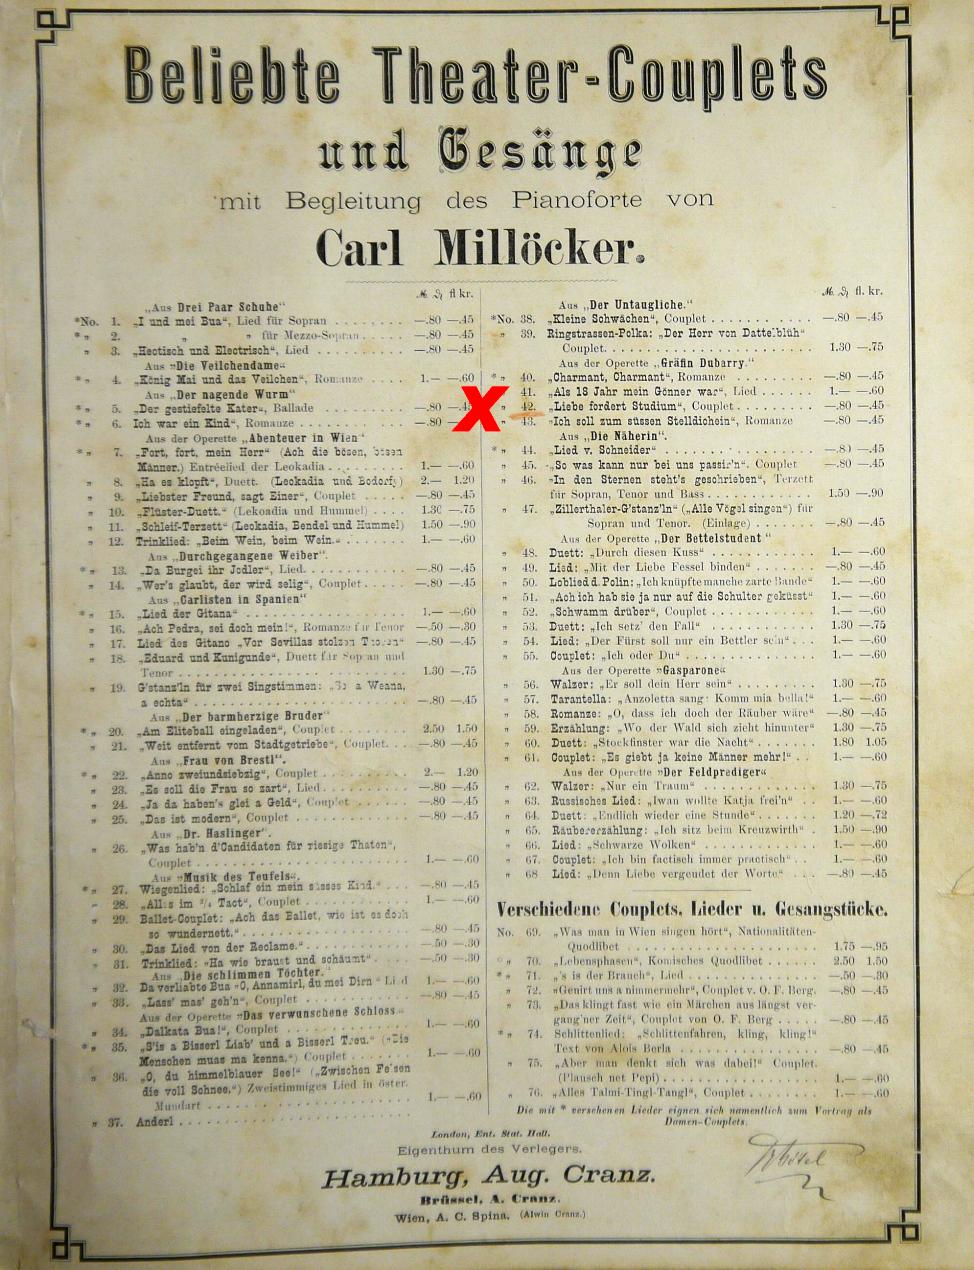 Beliebte Theater-Couplets
und Gesänge
mit Begleitung des Pianoforte von
Carl Millöcker.
fl kr.
Aus Drei Paar Schuhe“
*No. 1. „I und mei Bua“, Lied für Sopran —.80 —.45
*„ 2. „ „ für Mezzo-Sopran —.80 —.45
„ 3. „Hectisch und Electrisch“, Lied —.80 —.45
Aus »Die Veilchendame«
*„ 4. „König Mai und das Veilchen“, Romanze 1.— —.60
Aus „Der nagende Wurm“
*„ 5. „Der gestiefelte Kater“, Ballade —.80
*„ 6. Ich war ein Kind“, Romanze —.80
Aus der Operette „Abenteuer in Wien“
*„ 7. „Fort, fort, mein Herr“ (Ach die bösen, bösen
Männer.) Entréelied der Leokadia 1.— —.60
„ 8. „Ha es klopft“, Duett. (Leocadia und Bodorf) 2.— 1.20
„ 9. „Liebster Freund, sagt Einer“, Couplet —.80 —.45
„ 10. „Flüster-Duett.“ (Lekoadia und Hummel) 1.30 —.75
„ 11. „Schleif-Terzett“ (Leokadia, Bendel und Hummel) 1.50 —.90
„ 12. Trinklied: „Beim Wein, beim Wein.“ 1.— —.60
Aus „Durchgegangene Weiber“.
*„ 13. „Da Burgei ihr Jodler“, Lied. —.80 —.45
„ 14. „Wer's glaubt, der wird selig“, Couplet —.80 —.45
Aus „Carlisten in Spanien“
*„ 15. „Lied der Gitana“ 1.— —.60
„ 16. „Ach Pedra, sei doch mein!“, Romanze für Tenor —.50 —.30
„ 17. Lied des Gitano „Vor Sevillas stolzen —.80 —.45
„ 18. „Eduard und Kunigunde“, Duett für Sopran und
Tenor 1.30 —.75
„ 19. G'stanz'ln für zwei Singstimmen: „So a Weana,
a echta“ —.80 —.45
Aus „Der barmherzige Bruder“
*„ 20. „Am Eliteball eingeladen“, Couplet 2.50 1.50
„ 21. „Weit entfernt vom Stadtgetriebe“, Couplet. —.80 —.45
Aus „Frau von Brestl“.
*„ 22. „Anno zweiundsiebzig“, Couplet 2.— 1.20
„ 23. „Es soll die Frau so zart“, Lied —.80 —.45
„ 24. „Ja da haben's glei a Geld“, Couplet —.80 —.45
„ 25. „Das ist modern“, Couplet —.80 —.45
Aus „Dr. Haslinger“.
„ 26. „Was hab'n d'Candidaten für riesige Thaten“,
Couplet 1.— —.60
Aus „Musik des Teufels“.
*„ 27. Wiegenlied: „Schlaf ein mein süsses Kind.“ —.80 —.45
28. „Alles im ³/₄ Tact“, Couplet 1.— —.60
„ 29. Ballet-Couplet: „Ach das Ballet, wie ist es doch
so wundernett.“ —.80 —.45
„ 30. „Das Lied von der Reclame.“ —.50 —.30
„ 31. Trinklied: „Ha wie braust und schäumt“ —.50 —.30
Aus „Die schlimmen Töchter.“
„ 32. Da verliabte Bua »O, Annamirl, du mei Dirn“ Lied 1.— —.60
„ 33. „Lass' mas' geh'n“, Couplet —.80 —.45
Aus der Operette »Das verwunschene Schloss«
„ 34. „Dalkata Bua!“, Couplet 1.— —.60
*„ 35. „S'is a Bisserl Liab' und a Bisserl Treu.“ („Die
Menschen muas ma kenna.“) Couplet 1.— —.60
„ 36. „O, du himmelblauer See!“ („Zwischen Felsen
die voll Schnee.“) Zweistimmiges Lied in öster.
Mundart 1.— —.60
„ 37. Anderl
fl. kr.
Aus „Der Untaugliche.“
*No. 38. „Kleine Schwächen“, Couplet —.80 —.45
„ 39. Ringstrassen-Polka: „Der Herr von Dattelblüh“
Couplet. 1.30 —.75
Aus der Operette „Gräfin Dubarry.“
*„ 40. „Charmant, Charmant“, Romanze —.80 —.45
41. „Als 18 Jahr mein Gönner war“, Lied 1.— —.60
„ 42. „Liebe fordert Studium“, Couplet —.80 —.45
„ 43. “Ich soll zum süssen Stelldichein“, Romanze —.80 —.45
Aus „Die Näherin“.
*„ 44. „Lied v. Schneider“ —.80 —.45
„ 45. „So was kann nur bei uns passir'n“. Couplet —.80 —.45
„ 46. “In den Sternen steht's geschrieben“, Terzett
für Sopran, Tenor und Bass 1.50 —.90
„ 47. „Zillerthaler-G'stanz'ln“ („Alle Vögel singen“) für
Sopran und Tenor. (Einlage) —.80 —.45
Aus der Operette „Der Bettelstudent“
„ 48. Duett: „Durch diesen Kuss“ 1.— —.60
„ 49. Lied: „Mit der Liebe Fessel binden“ —.80 —.45
„ 50. Loblied d. Polin: „Ich knüpfte manche zarte Bande“ 1.— —.60
„ 51. „Ach ich hab sie ja nur auf die Schulter geküsst“ 1.— —.60
„ 52. „Schwamm drüber“, Couplet 1.— —.60
„ 53. Duett: „Ich setz' den Fall“ 1.30 —.75
„ 54. Lied: „Der Fürst soll nur ein Bettler sein“ 1.— —.60
„ 55. Couplet: „Ich oder Du“ 1.— —.60
Aus der Operette »Gasparone«
„ 56. Walzer: „Er soll dein Herr sein“ 1.30 —.75
„ 57. Tarantella: „Anzoletta sang: Komm mia bella!“ 1.— —.60
„ 58. Romanze: „O, dass ich doch der Räuber wäre“ —.80 —.45
„ 59. Erzählung: „Wo der Wald sich zieht hinunter“ 1.30 —.75
„ 60. Duett: „Stockfinster war die Nacht“ 1.80 1.05
„ 61. Couplet: „Es giebt ja keine Männer mehr!“ 1.— —.60
Aus der Operette »Der Feldprediger«
„ 62. Walzer: „Nur ein Traum“ 1.30 —.75
„ 63. Russisches Lied: „Iwan wollte Katja frei'n“ 1.— —.60
„ 64. Duett: „Endlich wieder eine Stunde“ 1.20 —.72
„ 65. Räubererzählung: „Ich sitz beim Kreuzwirth“ 1.50 —.90
„ 66. Lied: „Schwarze Wolken“ 1.— —.60
„ 67. Couplet: „Ich bin factisch immer practisch“ 1.— —.60
„ 68 Lied: „Denn Liebe vergendet der Worte“ —.80 —.45
Verschiedene Couplets, Lieder u. Gesangstücke.
No. 69. „Was man in Wien singen hört“, Nationalitäten-
Quodlibet 1.75 —.95
„ 70. „Lebensphasen“, Komisches Quodlibet 2.50 1.50
*„ 71. „'s is der Brauch“, Lied —.50 —.30
„ 72. “Genirt uns a nimmermehr“, Couplet v. O. F. Berg. —.80 —.45
„ 73. „Das klingt fast wie ein Märchen aus längst ver-
gang'ner Zeit“, Couplet von O. F. Berg —.80 —.45
*„ 74. Schlittenlied: „Schlittenfahren, kling, kling!“
Text von Alois Berla —.80 —.45
„ 75. „Aber man denkt sich was dabei!“ Couplet.
(Plausch net Pepi) 1.— —.60
„ 76. „Alles Talmi-Tingl-Tangl“, Couplet 1.— —.60
Die mit * versehenen Lieder eignen sich namentlich zum Vortrag als
Damen-Couplets.
London, Ent. Stat. Hall.
Eigenthum des Verlegers.
Hamburg, Aug. Cranz.
Brüssel, A. Cranz.
Wien, A. C. Spina. (Alwin Cranz.)